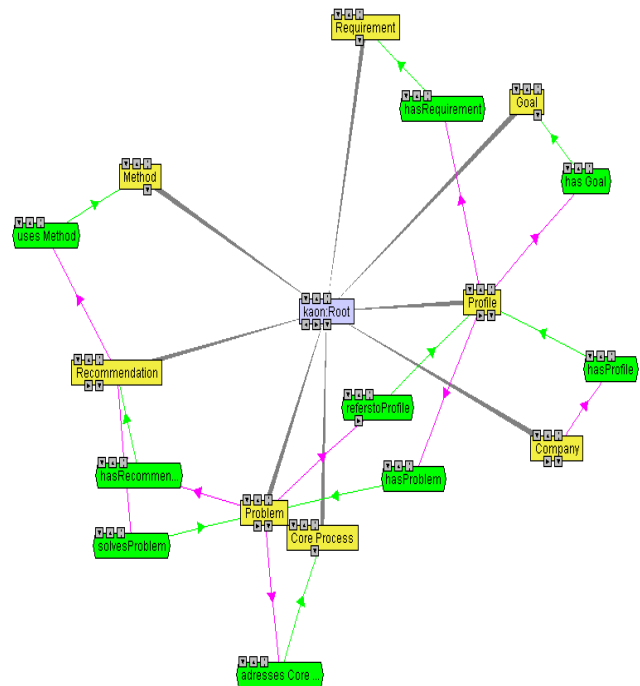 Requirement
hasRequirement
Goal
Method
has Goal
uses Method
kaon:Root
Profile
Recommendation
hasProfile
referstoProfile
Company
hasRecommen...
hasProblem
Problem
Core Process
solvesProblem
adresses Core ...